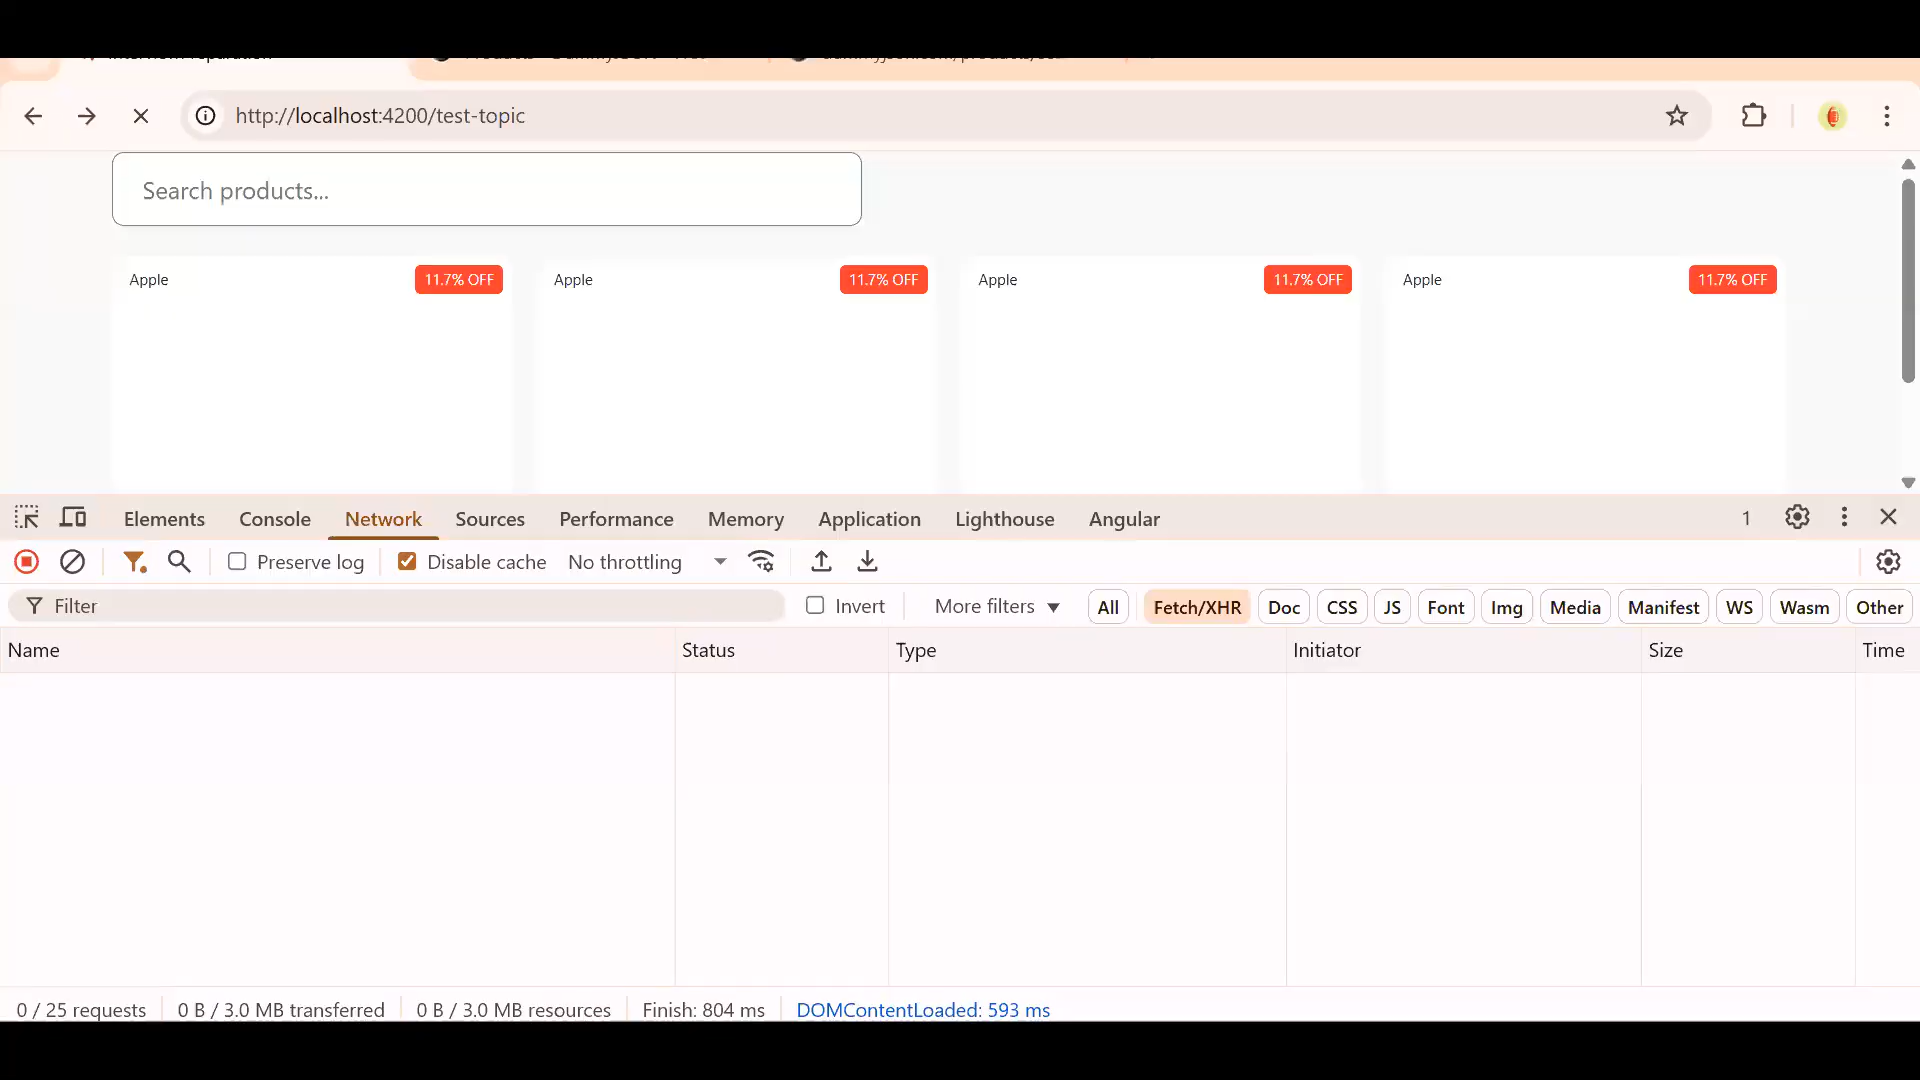 http://localhost:4200/test-topic
Search products...
Apple 11.7% OFF Apple 11.7% OFF Apple 11.7% OFF Apple 11.7% OFF
Elements Console Network Sources Performance Memory Application Lighthouse Angular 1
Preserve log Disable cache No throttling
Filter Invert More filters All Fetch/XHR Doc CSS JS Font Img Media Manifest WS Wasm Other
Name Status Type Initiator Size Time
0 / 25 requests 0 B / 3.0 MB transferred 0 B / 3.0 MB resources Finish: 804 ms DOMContentLoaded: 593 ms